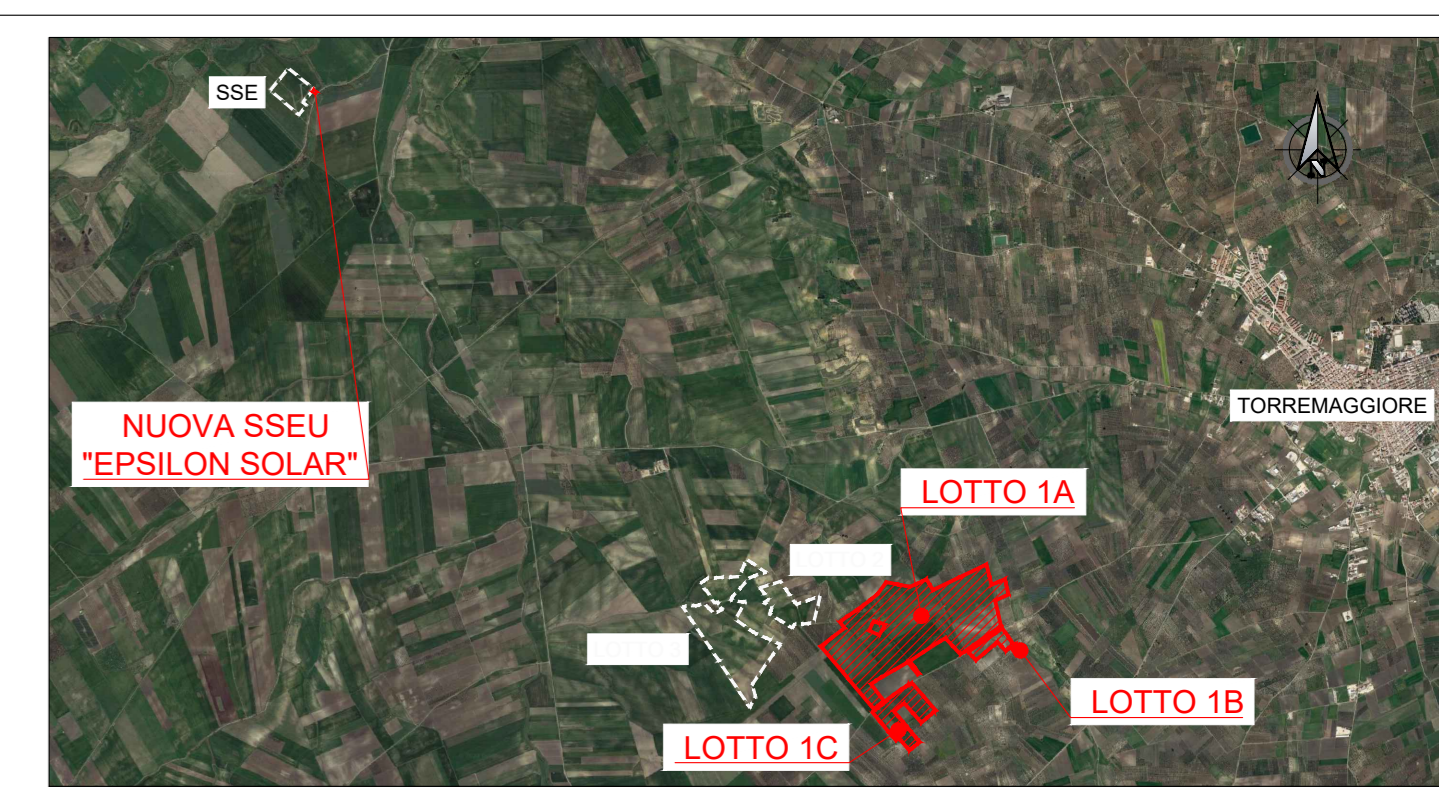 SSE
NUOVA SSEU
"EPSILON SOLAR"
TORREMAGGIORE
LOTTO 1A
LOTTO 2
LOTTO 3
LOTTO 1B
LOTTO 1C